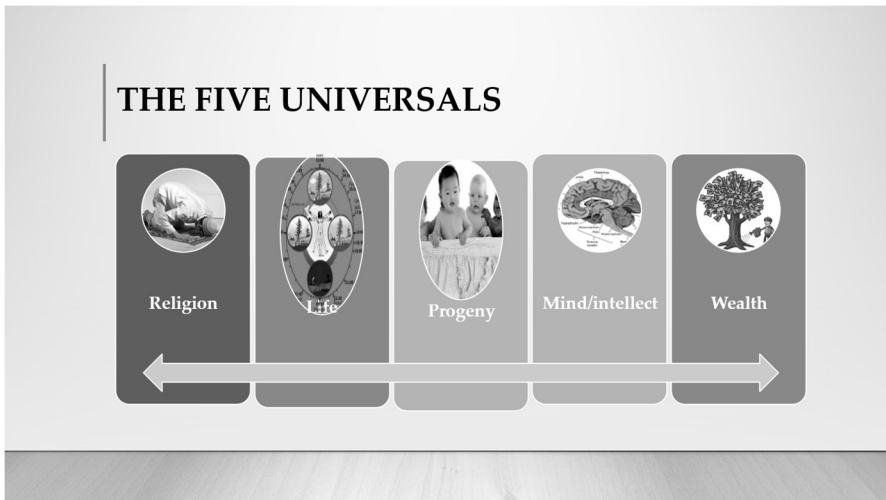 THE FIVE UNIVERSALS
Religion
Life
Progeny
Mind/intellect
Wealth